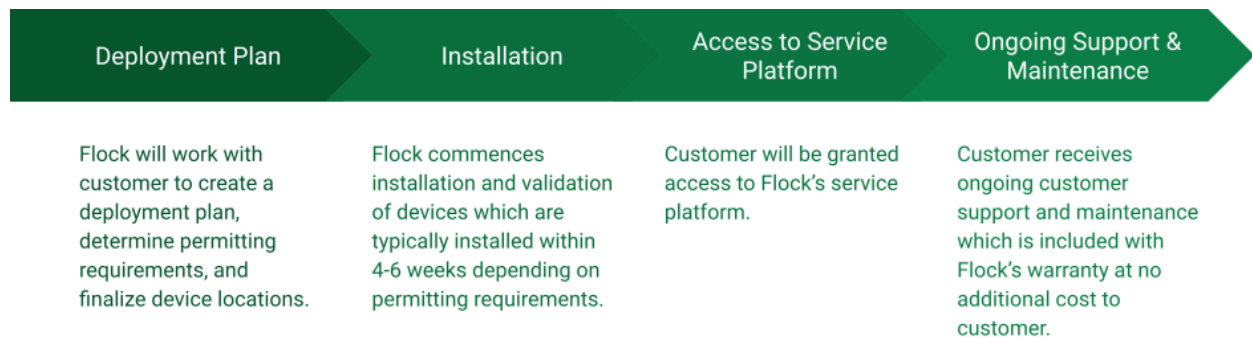 Deployment Plan
Installation
Access to Service
Platform
Ongoing Support &
Maintenance
Flock will work with
customer to create a
deployment plan,
determine permitting
requirements, and
finalize device locations.
Flock commences
installation and validation
of devices which are
typically installed within
4-6 weeks depending on
permitting requirements.
Customer will be granted
access to Flock's service
platform.
Customer receives
ongoing customer
support and maintenance
which is included with
Flock's warranty at no
additional cost to
customer.